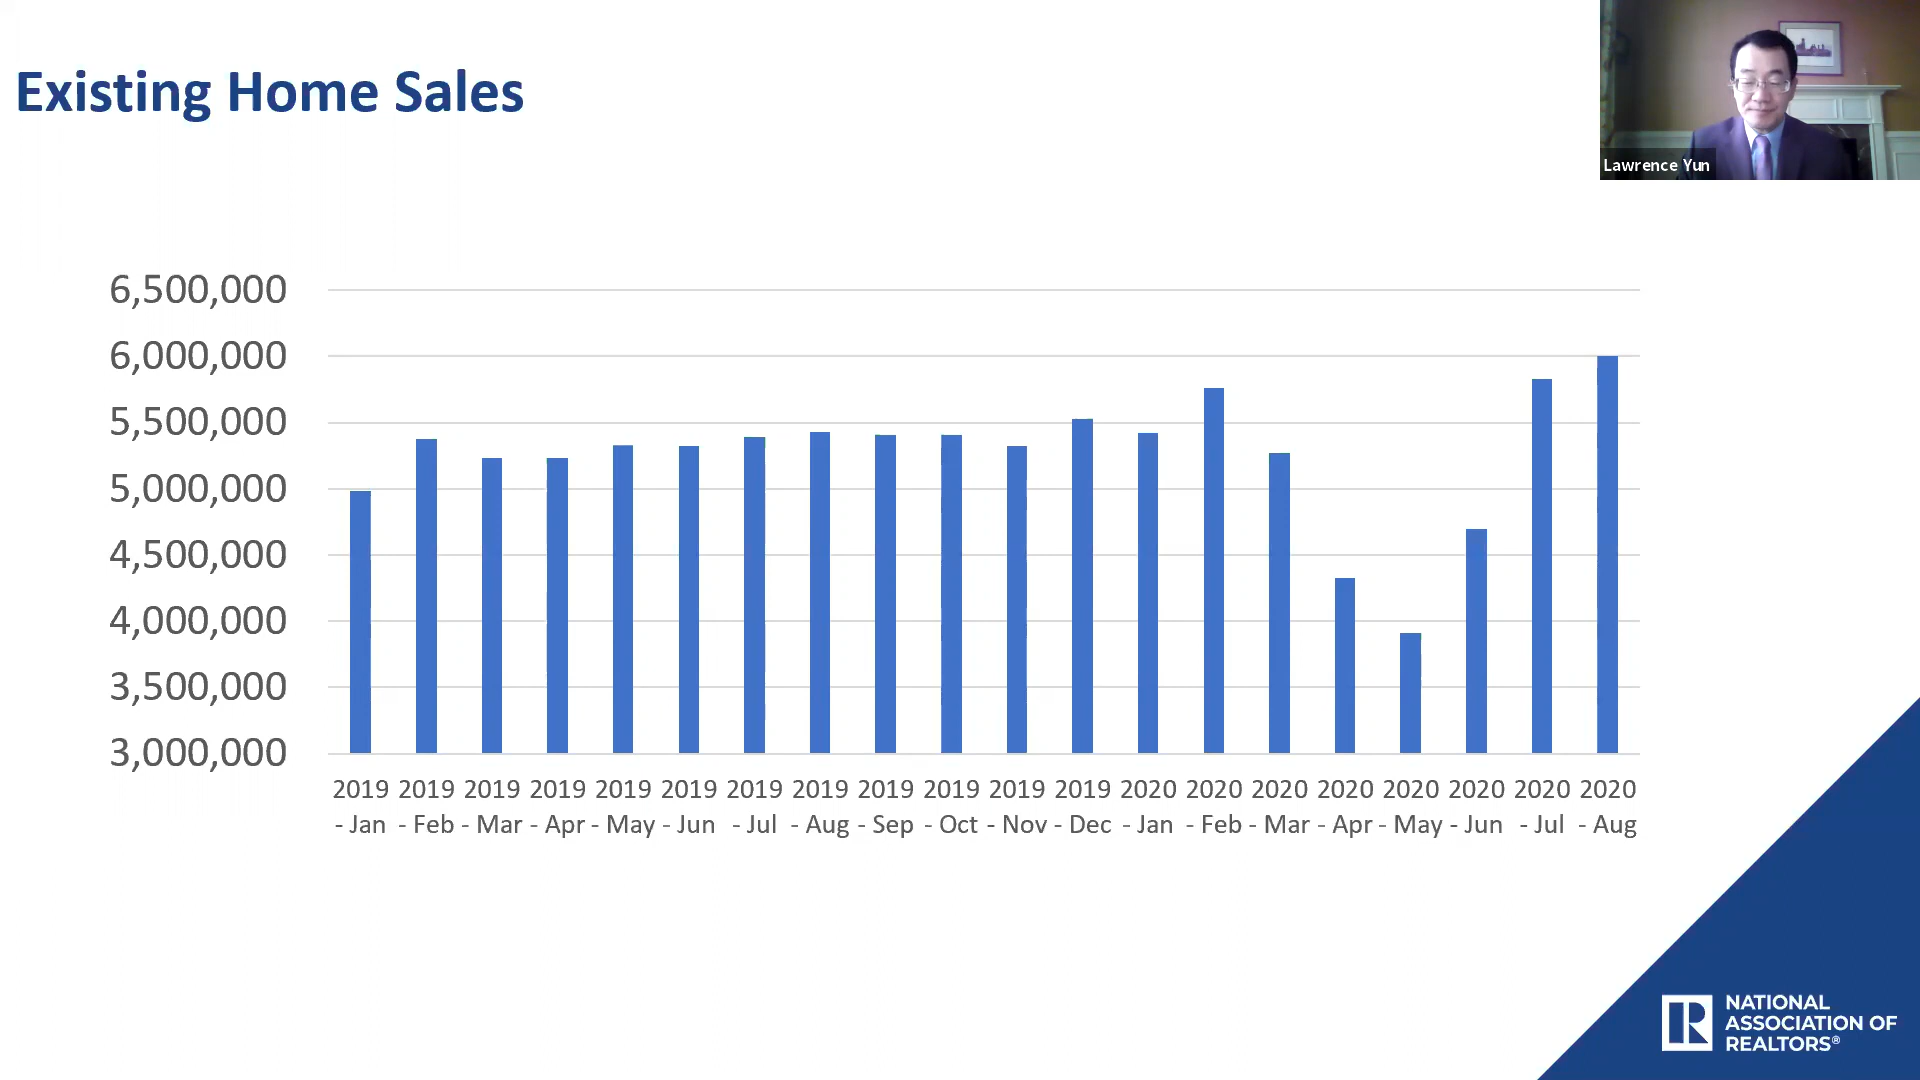 Existing Home Sales
Lawrence Yun
6,500,000
6,000,000
5,500,000
5,000,000
4,500,000
4,000,000
3,500,000
3,000,000
2019 2019 2019 2019 2019 2019 2019 2019 2019 2019 2019 2019 2020 2020 2020 2020 2020 2020 2020 2020
- Jan - Feb - Mar - Apr - May - Jun - Jul - Aug - Sep - Oct - Nov - Dec - Jan - Feb - Mar - Apr - May - Jun - Jul - Aug
NATIONAL
ASSOCIATION OF
REALTORS®